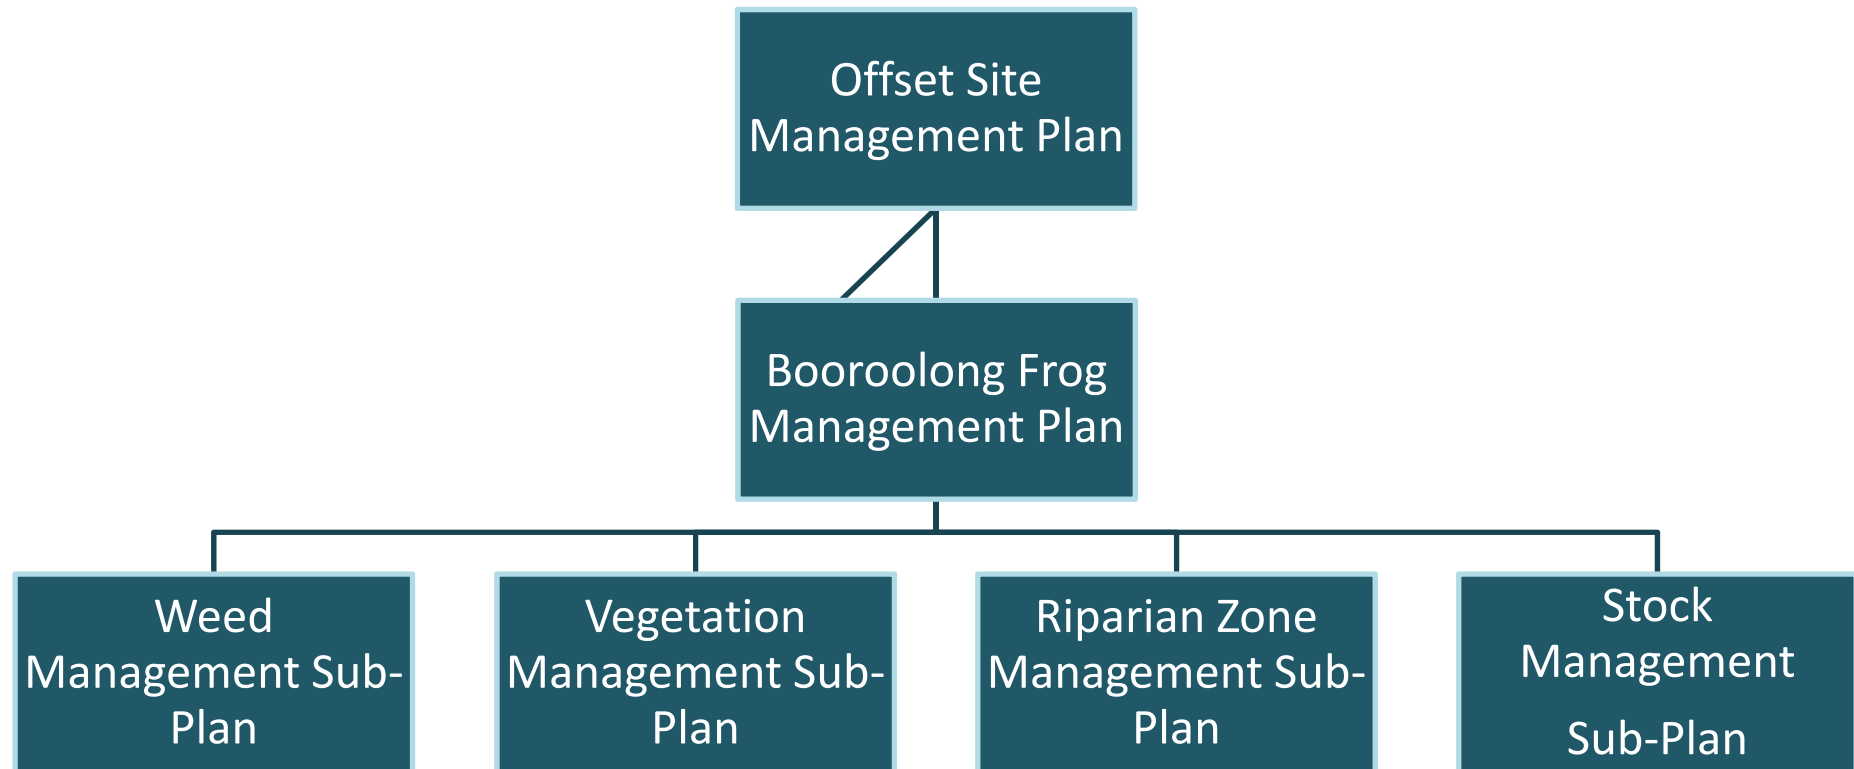 Offset Site
Management Plan
Booroolong Frog
Management Plan
Weed
Management Sub-
Plan
Vegetation
Management Sub-
Plan
Riparian Zone
Management Sub-
Plan
Stock
Management
Sub-Plan